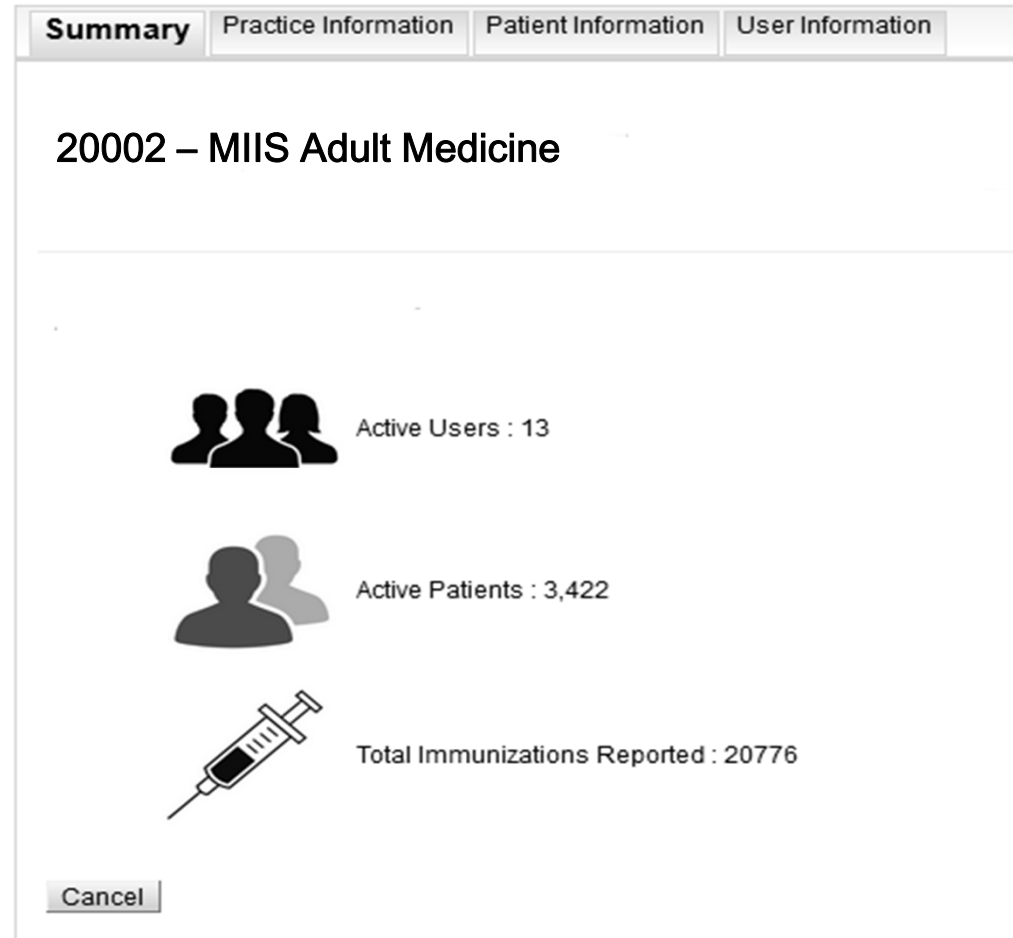 Summary Practice Information Patient Information User Information
20002 – MIIS Adult Medicine
Active Users : 13
Active Patients : 3,422
Total Immunizations Reported : 20776
Cancel